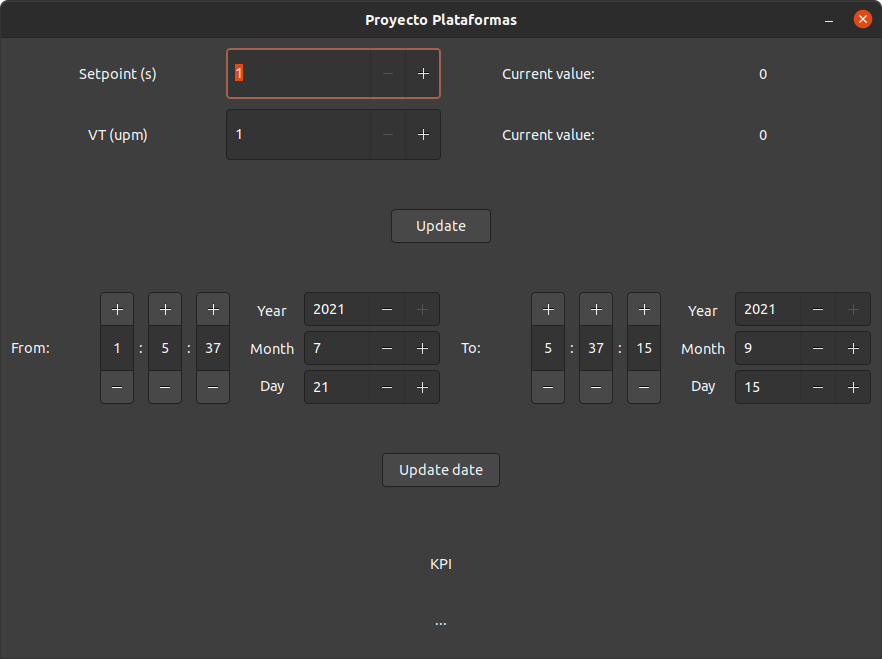 Proyecto Plataformas
Setpoint (s) 1 − + Current value: 0
VT (upm) 1 − + Current value: 0
Update
+ + + Year 2021 − + + + + Year 2021 − +
From: 1 : 5 : 37 Month 7 − + To: 5 : 37 : 15 Month 9 − +
− − − Day 21 − + − − − Day 15 − +
Update date
KPI
...